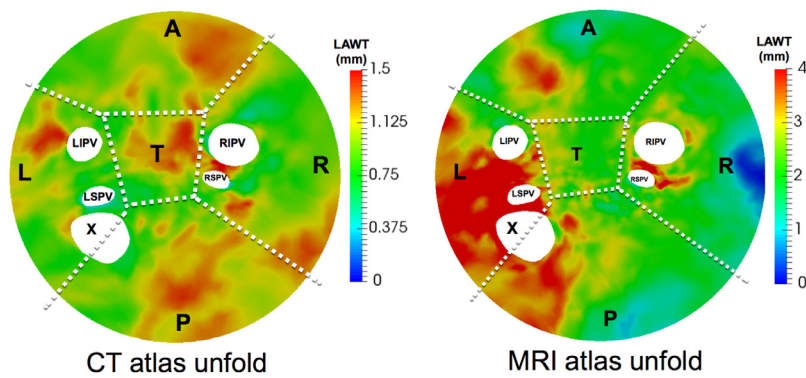 A
LAWT
(mm)
1.5
1.125
0.75
0.375
0
LIPV
T
RIPV
L
R
RSPV
LSPV
X
P
CT atlas unfold
A
LAWT
(mm)
4
3
2
1
0
LIPV
T
RIPV
L
R
RSPV
LSPV
X
P
MRI atlas unfold